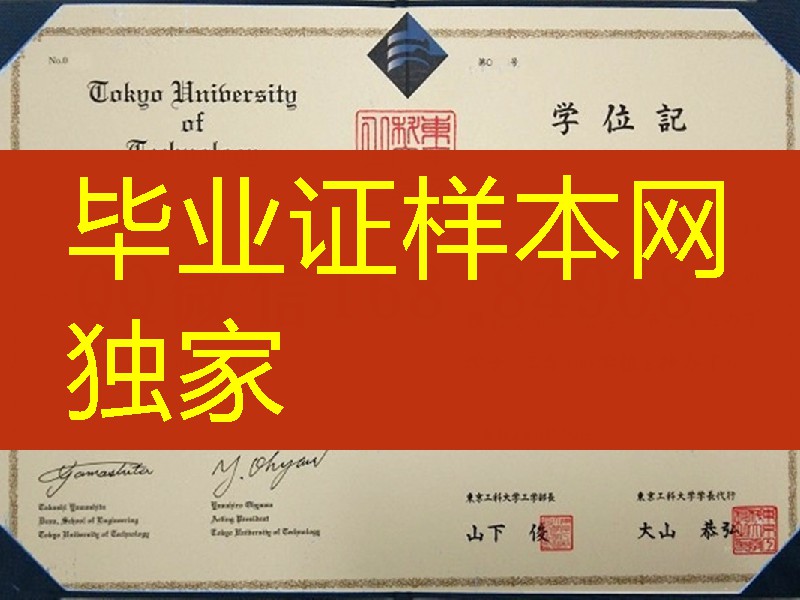 No.0
第0 号
Tokyo University
of
Technology
学位記
毕业证样本网
独家
Takashi Yamashita
Dean, School of Engineering
Tokyo University of Technology
Yasuhiro Ohyama
Acting President
Tokyo University of Technology
東京工科大学工学部長
山下 俊
東京工科大学学長代行
大山 恭弘